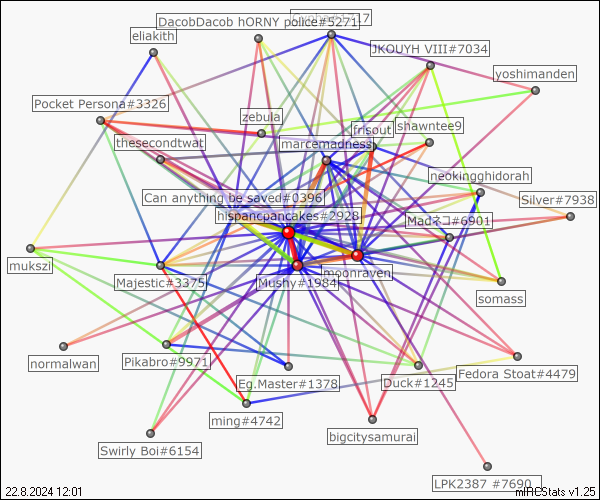 DacobDacob hORNY police#5271
eliakith
JKOUYH VIII#7034
yoshimanden
Pocket Persona#3326
zebula
frisout
shawntee9
thesecondtwat
marcemadness
neokingghidorah
Can anything be saved#0396
Silver#7938
hispancpancakes#2928
Madネコ#6901
mukszi
Majestic#3375
Mushy#1984
moonraven
somass
normalwan
Pikabro#9971
Eg.Master#1378
Duck#1245
Fedora Stoat#4479
ming#4742
bigcitysamurai
Swirly Boi#6154
LPK2387 #7690
22.8.2024 12:01
mIRCStats v1.25